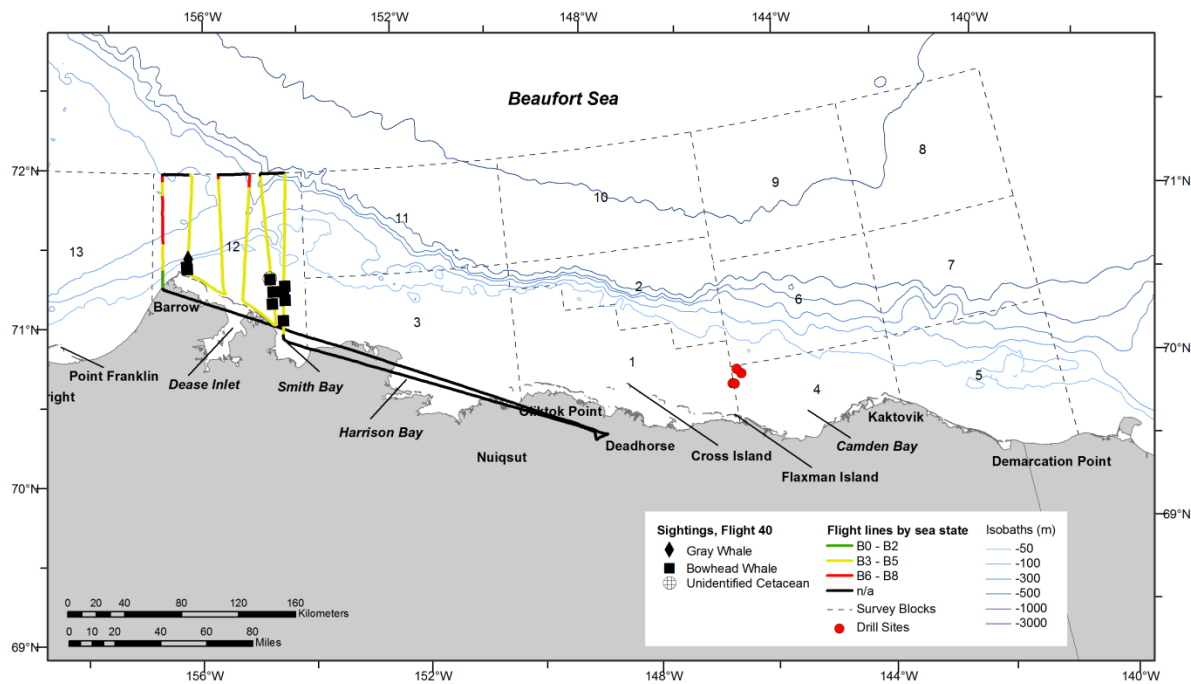 156°W
152°W
148°W
144°W
140°W
Beaufort Sea
8
72°N
71°N
9
10
11
12
13
7
2
6
3
Barrow
71°N
70°N
1
Point Franklin
Dease Inlet
Smith Bay
4
5
right
Harrison Bay
Oliktok Point
Kaktovik
Deadhorse
Camden Bay
Nuiqsut
Cross Island
Demarcation Point
Flaxman Island
70°N
69°N
Sightings, Flight 40
Gray Whale
Bowhead Whale
Unidentified Cetacean
Flight lines by sea state
B0 - B2
B3 - B5
B6 - B8
n/a
Survey Blocks
Drill Sites
Isobaths (m)
-50
-100
-300
-500
-1000
-3000
0 20 40 80 120 160
Kilometers
0 10 20 40 60 80
Miles
69°N
156°W
152°W
148°W
144°W
140°W